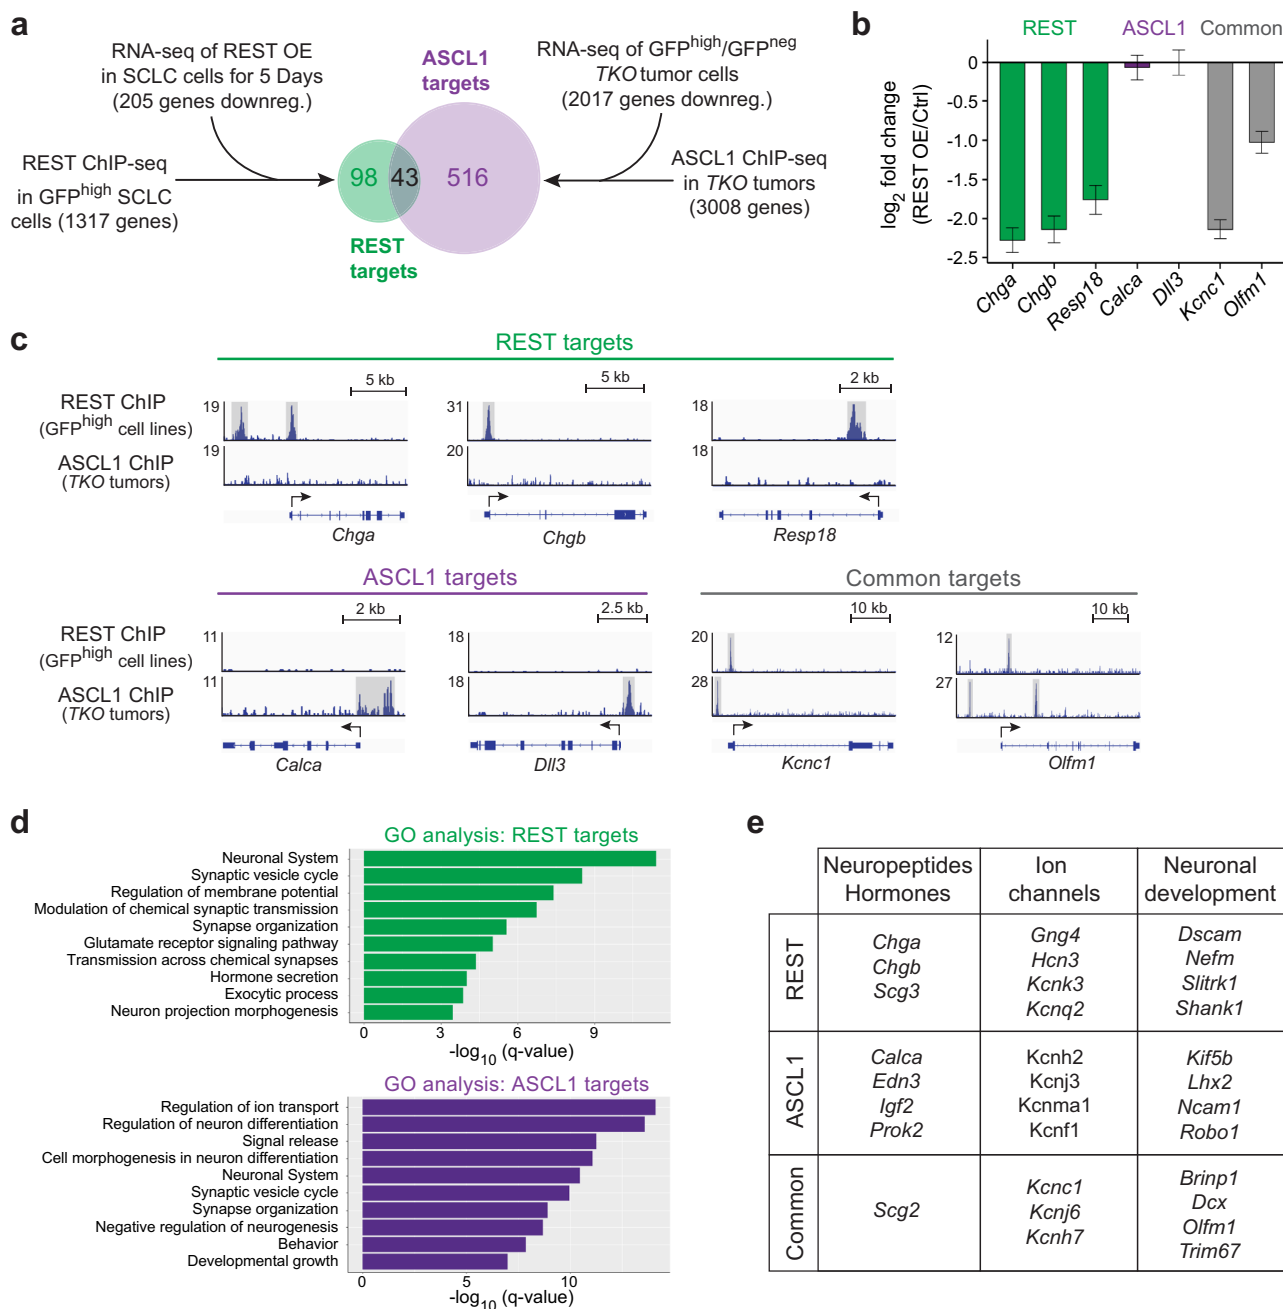 a
RNA-seq of REST OE
in SCLC cells for 5 Days
(205 genes downreg.)
REST ChIP-seq
in GFPhigh SCLC
cells (1317 genes)
ASCL1
targets
98
43
516
REST
targets
RNA-seq of GFPhigh/GFPneg
TKO tumor cells
(2017 genes downreg.)
ASCL1 ChIP-seq
in TKO tumors
(3008 genes)
b
REST ASCL1 Common
log2 fold change
(REST OE/Ctrl)
0
-0.5
-1.0
-1.5
-2.0
-2.5
Chga Chgb Resp18 Calca Dll3 Kcnc1 Olfm1
c
REST targets
5 kb 5 kb 2 kb
REST ChIP
(GFPhigh cell lines)
19 31 18
ASCL1 ChIP
(TKO tumors)
19 20 18
Chga Chgb Resp18
ASCL1 targets Common targets
2 kb 2.5 kb 10 kb 10 kb
REST ChIP
(GFPhigh cell lines)
11 18 20 12
ASCL1 ChIP
(TKO tumors)
11 18 28 27
Calca Dll3 Kcnc1 Olfm1
d
GO analysis: REST targets
Neuronal System
Synaptic vesicle cycle
Regulation of membrane potential
Modulation of chemical synaptic transmission
Synapse organization
Glutamate receptor signaling pathway
Transmission across chemical synapses
Hormone secretion
Exocytic process
Neuron projection morphogenesis
0 3 6 9
-log10 (q-value)
GO analysis: ASCL1 targets
Regulation of ion transport
Regulation of neuron differentiation
Signal release
Cell morphogenesis in neuron differentiation
Neuronal System
Synaptic vesicle cycle
Synapse organization
Negative regulation of neurogenesis
Behavior
Developmental growth
0 5 10
-log10 (q-value)
e
Neuropeptides
Hormones
Ion
channels
Neuronal
development
REST
Chga
Chgb
Scg3
Gng4
Hcn3
Kcnk3
Kcnq2
Dscam
Nefm
Slitrk1
Shank1
ASCL1
Calca
Edn3
Igf2
Prok2
Kcnh2
Kcnj3
Kcnma1
Kcnf1
Kif5b
Lhx2
Ncam1
Robo1
Common
Scg2
Kcnc1
Kcnj6
Kcnh7
Brinp1
Dcx
Olfm1
Trim67